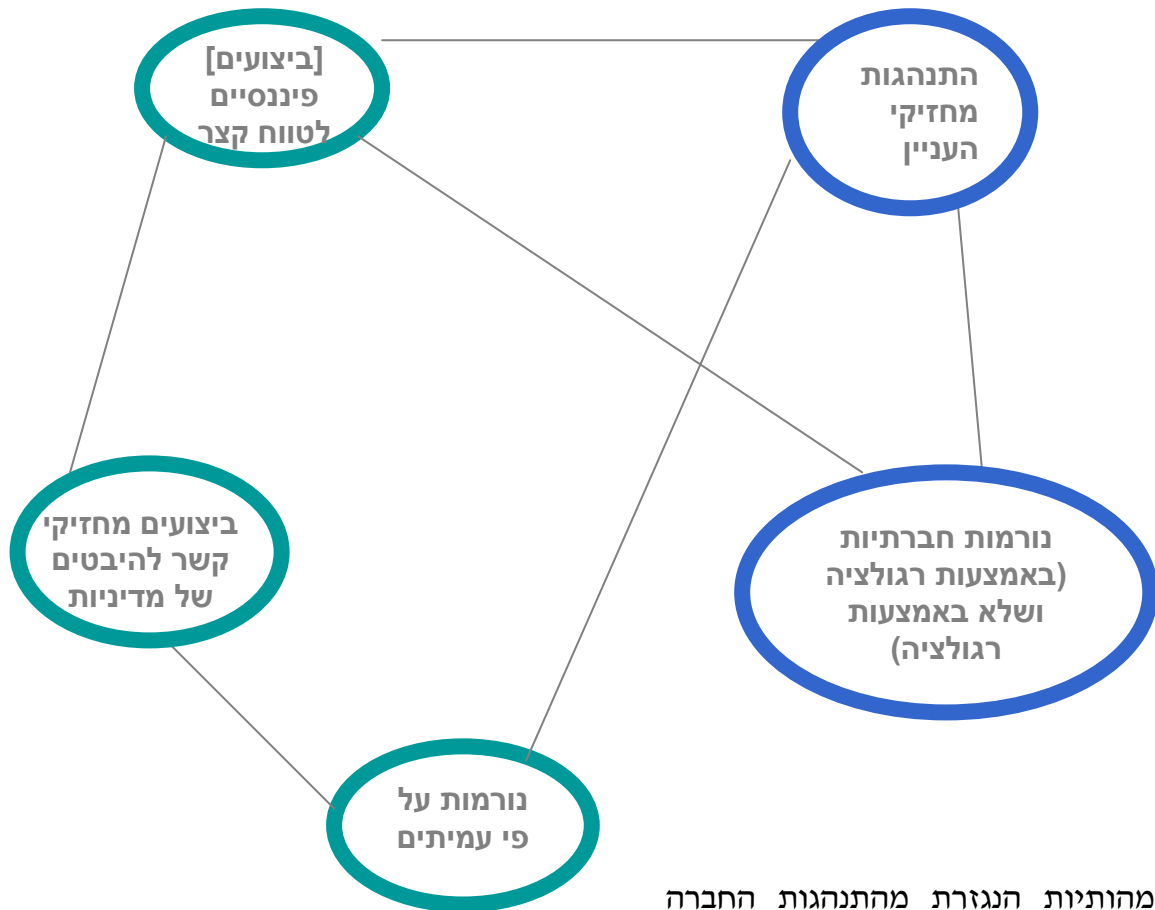 [ביצועים]
פיננסיים
לטווח קצר
התנהגות
מחזיקי
העניין
ביצועים מחזיקי
קשר להיבטים
של מדיניות
נורמות חברתיות
(באמצעות רגולציה
ושלא באמצעות
רגולציה)
נורמות על
פי עמיתים
מהותיות הנגזרת מהתנהגות החברה